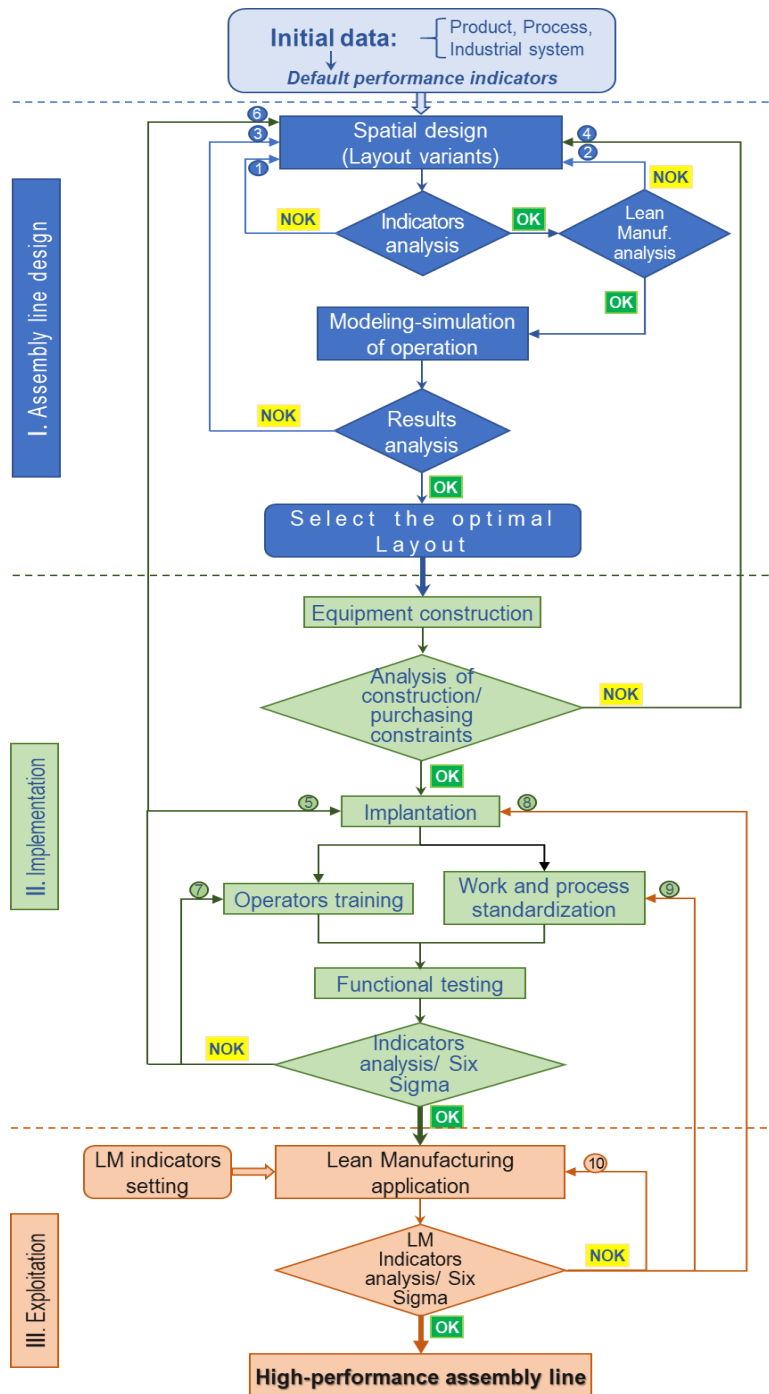 Initial data:
Product, Process,
Industrial system
Default performance indicators
6
3
1
Spatial design
(Layout variants)
4
2
NOK
Indicators
analysis
OK
Lean
Manuf.
analysis
NOK
OK
Modeling-simulation
of operation
NOK
Results
analysis
OK
Select the optimal
Layout
I. Assembly line design
Equipment construction
Analysis of
construction/
purchasing
constraints
NOK
OK
5
Implantation
8
7
Operators training
Work and process
standardization
9
Functional testing
NOK
Indicators
analysis/ Six
Sigma
OK
II. Implementation
LM indicators
setting
Lean Manufacturing
application
10
LM
Indicators
analysis/ Six
Sigma
NOK
OK
High-performance assembly line
III. Exploitation